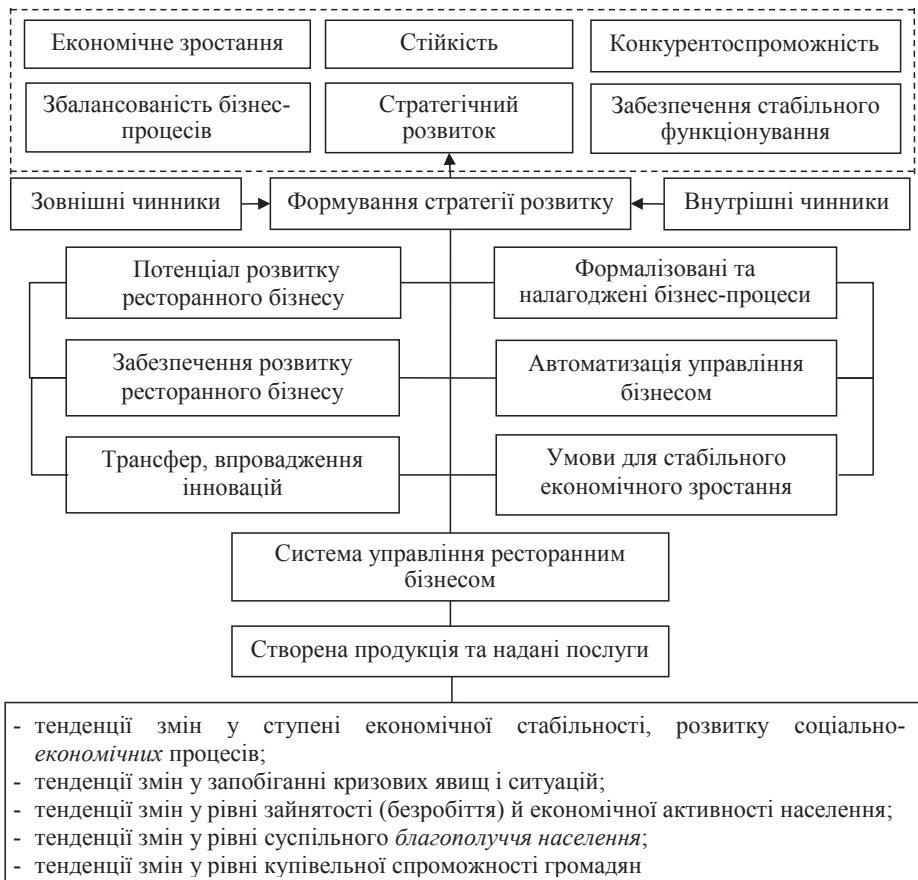 Економічне зростання
Стійкість
Конкурентоспроможність
Збалансованість бізнес-
процесів
Стратегічний
розвиток
Забезпечення стабільного
функціонування
Зовнішні чинники
Формування стратегії розвитку
Внутрішні чинники
Потенціал розвитку
ресторанного бізнесу
Формалізовані та
налагоджені бізнес-процеси
Забезпечення розвитку
ресторанного бізнесу
Автоматизація управління
бізнесом
Трансфер, впровадження
інновацій
Умови для стабільного
економічного зростання
Система управління ресторанним
бізнесом
Створена продукція та надані послуги
- тенденції змін у ступені економічної стабільності, розвитку соціально-
економічних процесів;
- тенденції змін у запобіганні кризових явищ і ситуацій;
- тенденції змін у рівні зайнятості (безробіття) й економічної активності населення;
- тенденції змін у рівні суспільного благополуччя населення;
- тенденції змін у рівні купівельної спроможності громадян